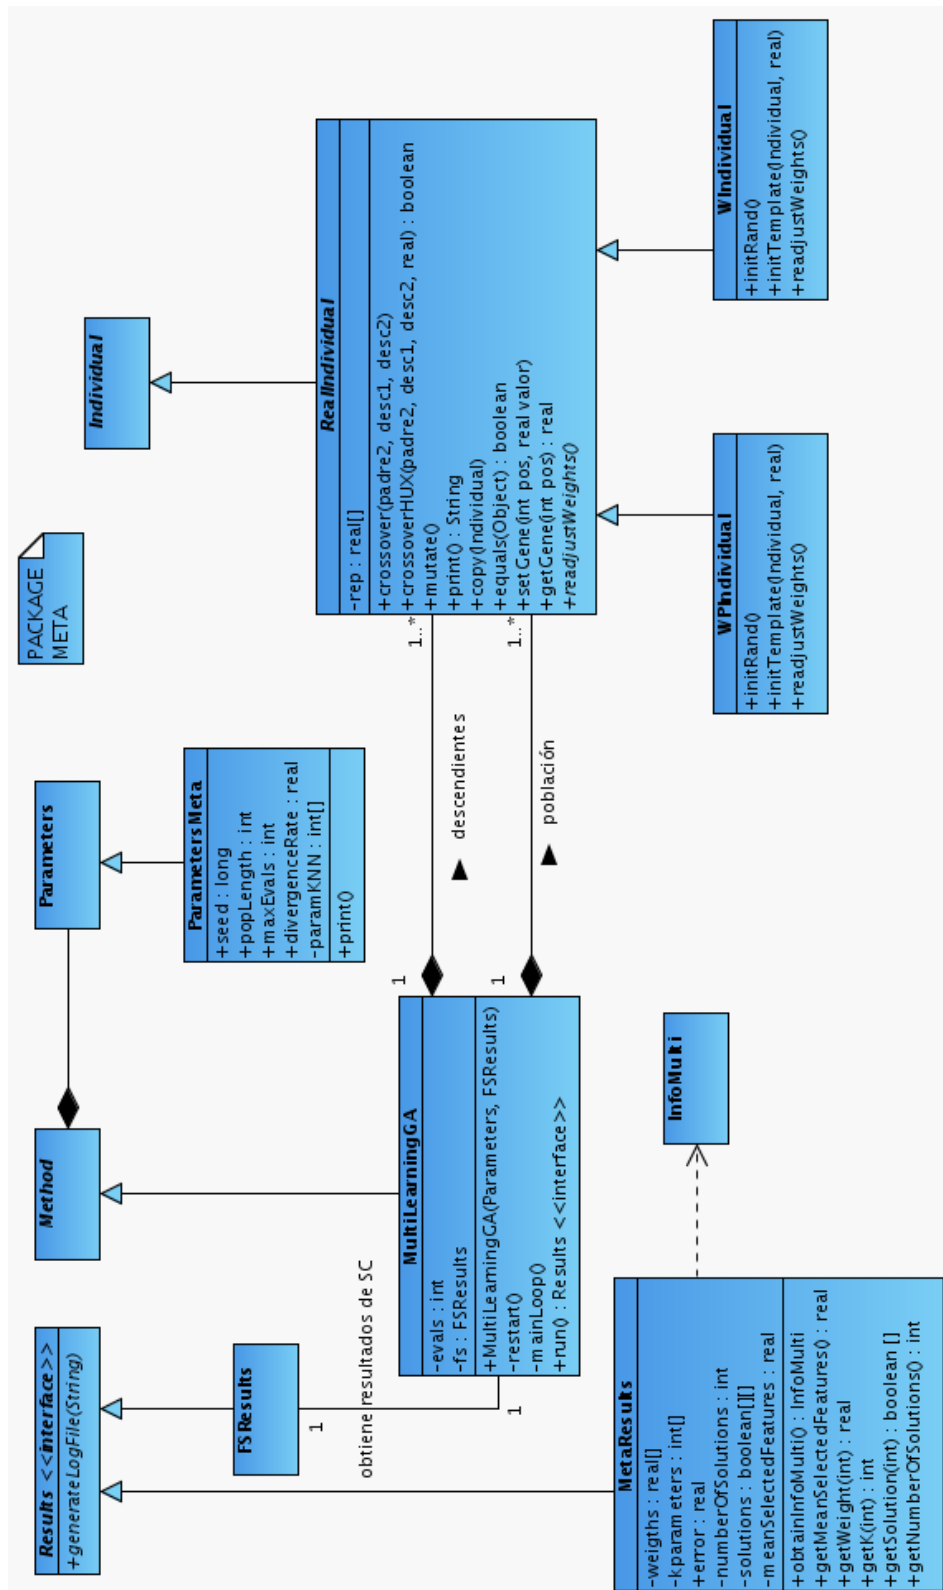 Results <<interface>>
+generateLogFile(String)
Method
Parameters
PACKAGE
META
Individual
FSResults
ParametersMeta
+seed : long
+popLength : int
+maxEvals : int
+divergenceRate : real
-paramKNN : int[]
+print()
obtiene resultados de SC
1
1
MultiLearningGA
-evals : int
-fs : FSResults
+MultiLearningGA(Parameters, FSResults)
-restart()
-mainLoop()
+run() : Results <<interface>>
1
1
descendientes
población
1..*
1..*
RealIndividual
-rep : real[]
+crossover(padre2, desc1, desc2)
+crossoverHUX(padre2, desc1, desc2, real) : boolean
+mutate()
+print() : String
+copy(Individual)
+equals(Object) : boolean
+setGene(int pos, real valor)
+getGene(int pos) : real
+readjustWeights()
MetaResults
-weigths : real[]
-kparameters : int[]
+error : real
-numberOfSolutions : int
-solutions : boolean[][]
-meanSelectedFeatures : real
+obtainInfoMulti() : InfoMulti
+getMeanSelectedFeatures() : real
+getWeight(int) : real
+getK(int) : int
+getSolution(int) : boolean []
+getNumberOfSolutions() : int
InfoMulti
WPIndividual
+initRand()
+initTemplate(Individual, real)
+readjustWeights()
WIndividual
+initRand()
+initTemplate(Individual, real)
+readjustWeights()